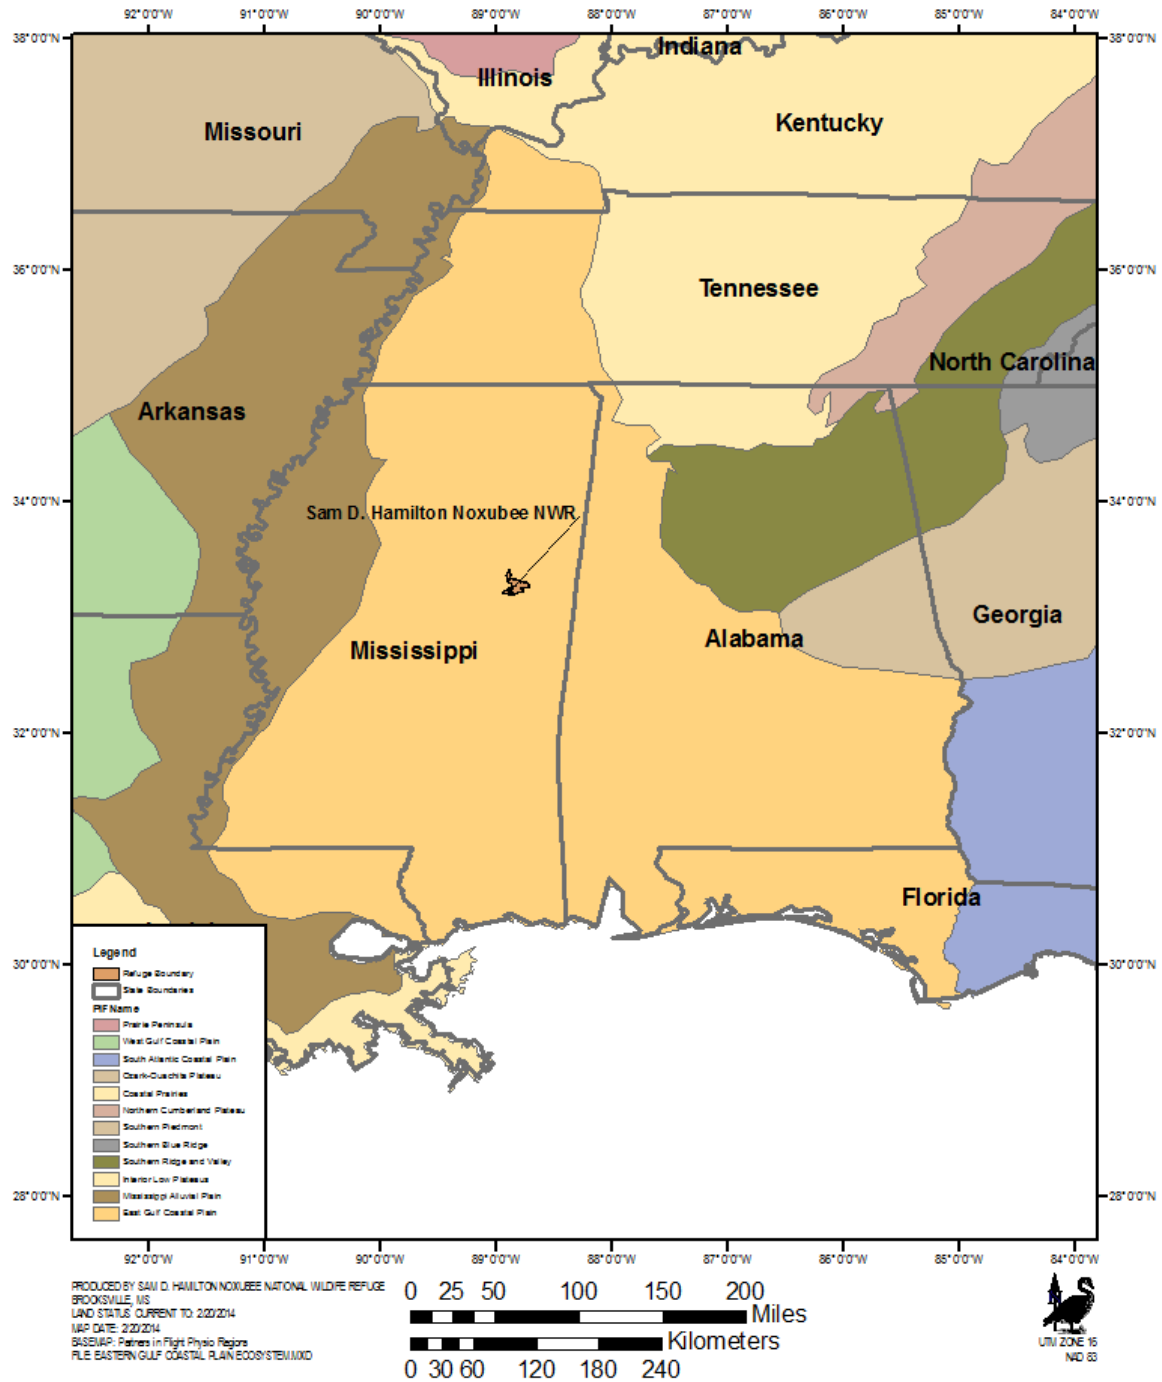 92°0'0"W 91°0'0"W 90°0'0"W 89°0'0"W 88°0'0"W 87°0'0"W 86°0'0"W 85°0'0"W 84°0'0"W
38°0'0"N 38°0'0"N
Indiana
Illinois
Missouri
Kentucky
36°0'0"N 36°0'0"N
Tennessee
North Carolina
Arkansas
34°0'0"N 34°0'0"N
Sam D. Hamilton Noxubee NWR
Georgia
Alabama
Mississippi
32°0'0"N 32°0'0"N
Florida
30°0'0"N 30°0'0"N
Legend
Refuge Boundary
State Boundaries
PIF Name
Prairie Peninsula
West Gulf Coastal Plain
South Atlantic Coastal Plain
Ozark-Ouachita Plateau
Coastal Prairies
Northern Cumberland Plateau
Southern Piedmont
Southern Blue Ridge
Southern Ridge and Valley
Interior Low Plateaus
Mississippi Alluvial Plain
East Gulf Coastal Plain
28°0'0"N 28°0'0"N
92°0'0"W 91°0'0"W 90°0'0"W 89°0'0"W 88°0'0"W 87°0'0"W 86°0'0"W 85°0'0"W 84°0'0"W
PRODUCED BY SAM D. HAMILTON NOXUBEE NATIONAL WILDLIFE REFUGE
BROOKSVILLE, MS
LAND STATUS CURRENT TO: 2/20/2014
MAP DATE: 2/20/2014
BASEMAP: Partners in Flight Physio Regions
FILE: EASTERN GULF COASTAL PLAIN ECOSYSTEM.MXD
0 25 50 100 150 200
Miles
Kilometers
0 30 60 120 180 240
UTM ZONE 16
NAD 83